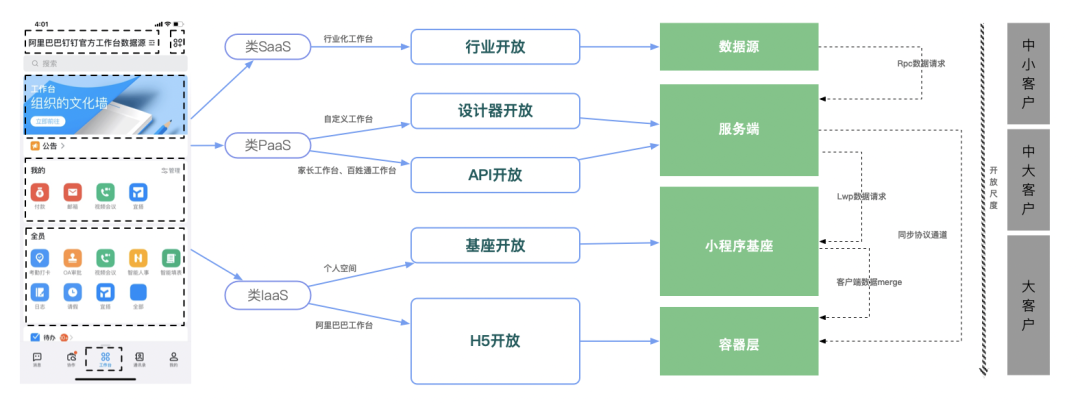 4:01
阿里巴巴钉钉官方工作台数据源
搜索
工作台
组织的文化墙
立即前往
公告
我的
管理
付款
邮箱
视频会议
直播
全员
考勤打卡
OA审批
视频会议
智能人事
智能填表
日志
请假
直播
全部
待办
消息
协作
工作台
通讯录
我的
类SaaS
类PaaS
类IaaS
行业化工作台
自定义工作台
家长工作台、百姓通工作台
个人空间
阿里巴巴工作台
行业开放
设计器开放
API开放
基座开放
H5开放
数据源
服务端
小程序基座
容器层
Rpc数据请求
Lwp数据请求
同步协议通道
客户端数据merge
开放尺度
中小客户
中大客户
大客户